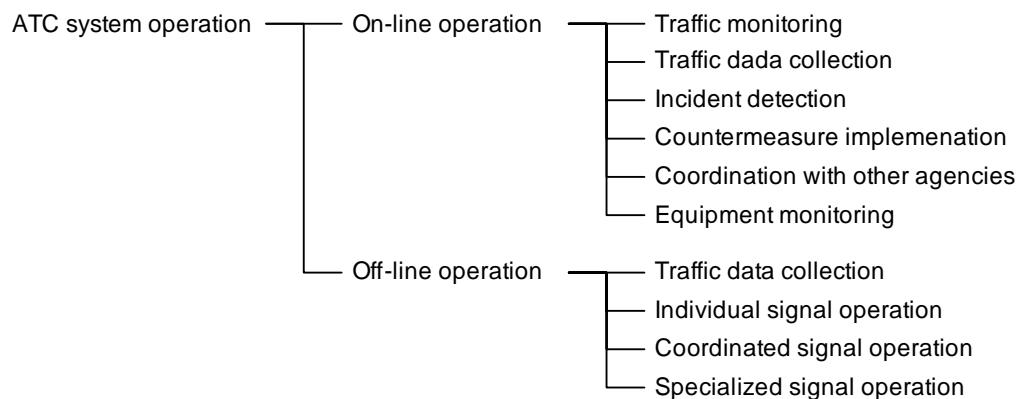 ATC system operation
On-line operation
Traffic monitoring
Traffic dada collection
Incident detection
Countermeasure implemenation
Coordination with other agencies
Equipment monitoring
Off-line operation
Traffic data collection
Individual signal operation
Coordinated signal operation
Specialized signal operation